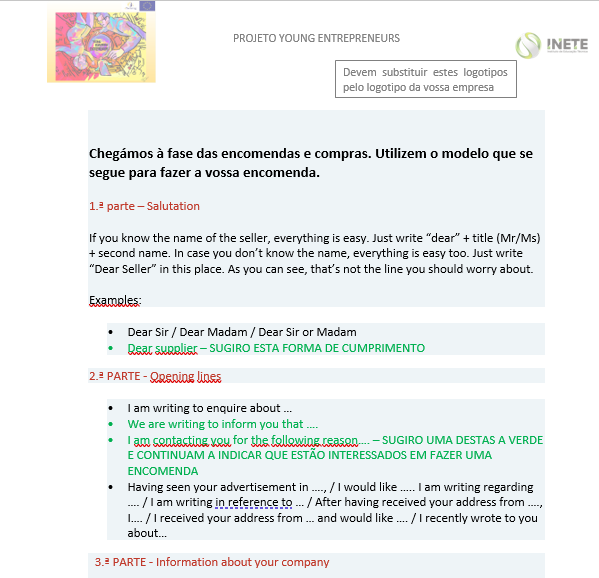 PROJETO YOUNG ENTREPRENEURS
INETE
Devem substituir estes logotipos
pelo logotipo da vossa empresa
Chegámos à fase das encomendas e compras. Utilizem o modelo que se
segue para fazer a vossa encomenda.
1.ª parte – Salutation
If you know the name of the seller, everything is easy. Just write “dear” + title (Mr/Ms)
+ second name. In case you don’t know the name, everything is easy too. Just write
“Dear Seller” in this place. As you can see, that’s not the line you should worry about.
Examples:
• Dear Sir / Dear Madam / Dear Sir or Madam
• Dear supplier – SUGIRO ESTA FORMA DE CUMPRIMENTO
2.ª PARTE - Opening lines
• I am writing to enquire about …
• We are writing to inform you that ….
• I am contacting you for the following reason…. – SUGIRO UMA DESTAS A VERDE
E CONTINUAM A INDICAR QUE ESTÃO INTERESSADOS EM FAZER UMA
ENCOMENDA
• Having seen your advertisement in …., / I would like ….. I am writing regarding
…. / I am writing in reference to … / After having received your address from ….,
I…. / I received your address from … and would like …. / I recently wrote to you
about…
3.ª PARTE - Information about your company